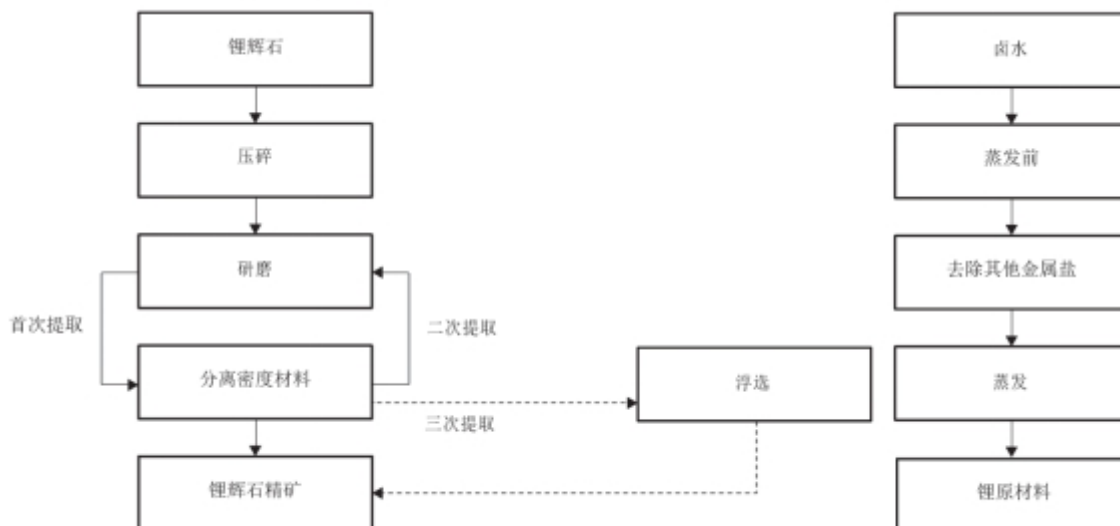 锂辉石
压碎
研磨
首次提取
二次提取
分离密度材料
三次提取
浮选
锂辉石精矿
卤水
蒸发前
去除其他金属盐
蒸发
锂原材料